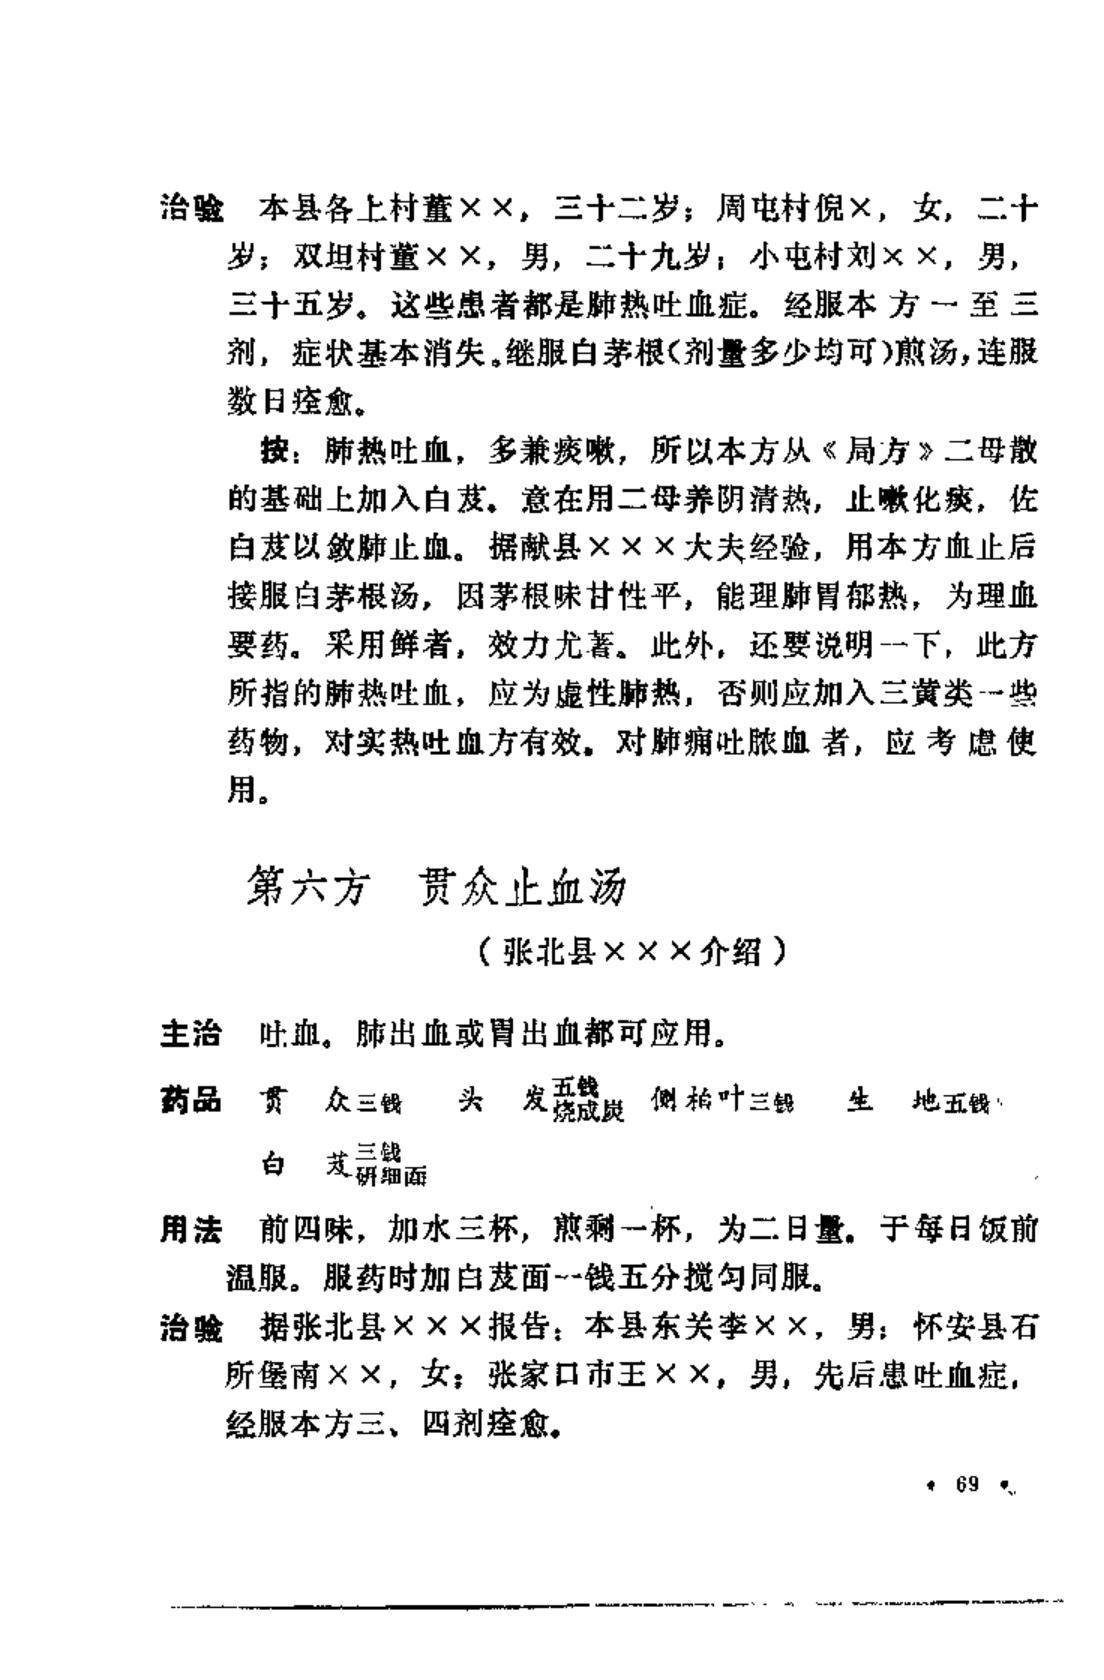 治验 本县各上村董××，三十二岁；周屯村倪×，女，二十
岁；双坦村董××，男，二十九岁；小屯村刘××，男，
三十五岁。这些患者都是肺热吐血症。经服本方一至三
剂，症状基本消失。继服白茅根（剂量多少均可）煎汤，连服
数日痊愈。
按：肺热吐血，多兼痰嗽，所以本方从《局方》二母散
的基础上加入白芨。意在用二母养阴清热，止嗽化痰，佐
白芨以敛肺止血。据献县×××大夫经验，用本方血止后
接服白茅根汤，因茅根味甘性平，能理肺胃郁热，为理血
要药。采用鲜者，效力尤著。此外，还要说明一下，此方
所指的肺热吐血，应为虚性肺热，否则应加入三黄类一些
药物，对实热吐血方有效。对肺痈吐脓血者，应考虑使
用。
第六方 贯众止血汤
（张北县×××介绍）
主治 吐血。肺出血或胃出血都可应用。
药品 贯众三钱 头发五钱烧成炭 侧柏叶三钱 生地五钱
白芨三钱研细面
用法 前四味，加水三杯，煎剩一杯，为二日量。于每日饭前
温服。服药时加白芨面一钱五分搅匀同服。
治验 据张北县×××报告：本县东关李××，男；怀安县石
所堡南××，女；张家口市王××，男，先后患吐血症，
经服本方三、四剂痊愈。
• 69 •